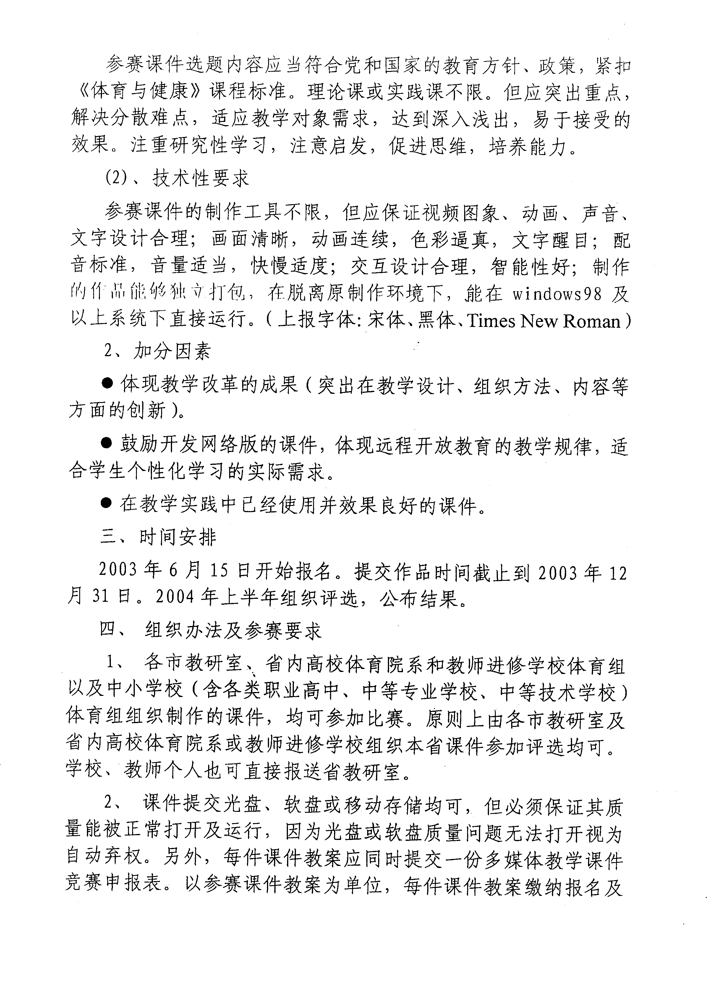 参赛课件选题内容应当符合党和国家的教育方针、政策，紧扣
《体育与健康》课程标准。理论课或实践课不限。但应突出重点，
解决分散难点，适应教学对象需求，达到深入浅出，易于接受的
效果。注重研究性学习，注意启发，促进思维，培养能力。
(2)、技术性要求
参赛课件的制作工具不限，但应保证视频图象、动画、声音、
文字设计合理；画面清晰，动画连续，色彩逼真，文字醒目；配
音标准，音量适当，快慢适度；交互设计合理，智能性好；制作
的作品能够独立打包，在脱离原制作环境下，能在 windows98 及
以上系统下直接运行。（上报字体：宋体、黑体、Times New Roman）
2、加分因素
●体现教学改革的成果（突出在教学设计、组织方法、内容等
方面的创新）。
●鼓励开发网络版的课件，体现远程开放教育的教学规律，适
合学生个性化学习的实际需求。
●在教学实践中已经使用并效果良好的课件。
三、时间安排
2003 年 6 月 15 日开始报名。提交作品时间截止到 2003 年 12
月 31 日。2004 年上半年组织评选，公布结果。
四、 组织办法及参赛要求
1、 各市教研室、省内高校体育院系和教师进修学校体育组
以及中小学校（含各类职业高中、中等专业学校、中等技术学校）
体育组组织制作的课件，均可参加比赛。原则上由各市教研室及
省内高校体育院系或教师进修学校组织本省课件参加评选均可。
学校、教师个人也可直接报送省教研室。
2、 课件提交光盘、软盘或移动存储均可，但必须保证其质
量能被正常打开及运行，因为光盘或软盘质量问题无法打开视为
自动弃权。另外，每件课件教案应同时提交一份多媒体教学课件
竞赛申报表。以参赛课件教案为单位，每件课件教案缴纳报名及